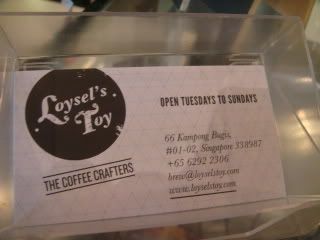 Loysel's
Toy
THE COFFEE CRAFTERS
OPEN TUESDAYS TO SUNDAYS
66 Kampong Bugis,
#01-02, Singapore 338987
+65 6292 2306
brew@loyselstoy.com
www.loyselstoy.com